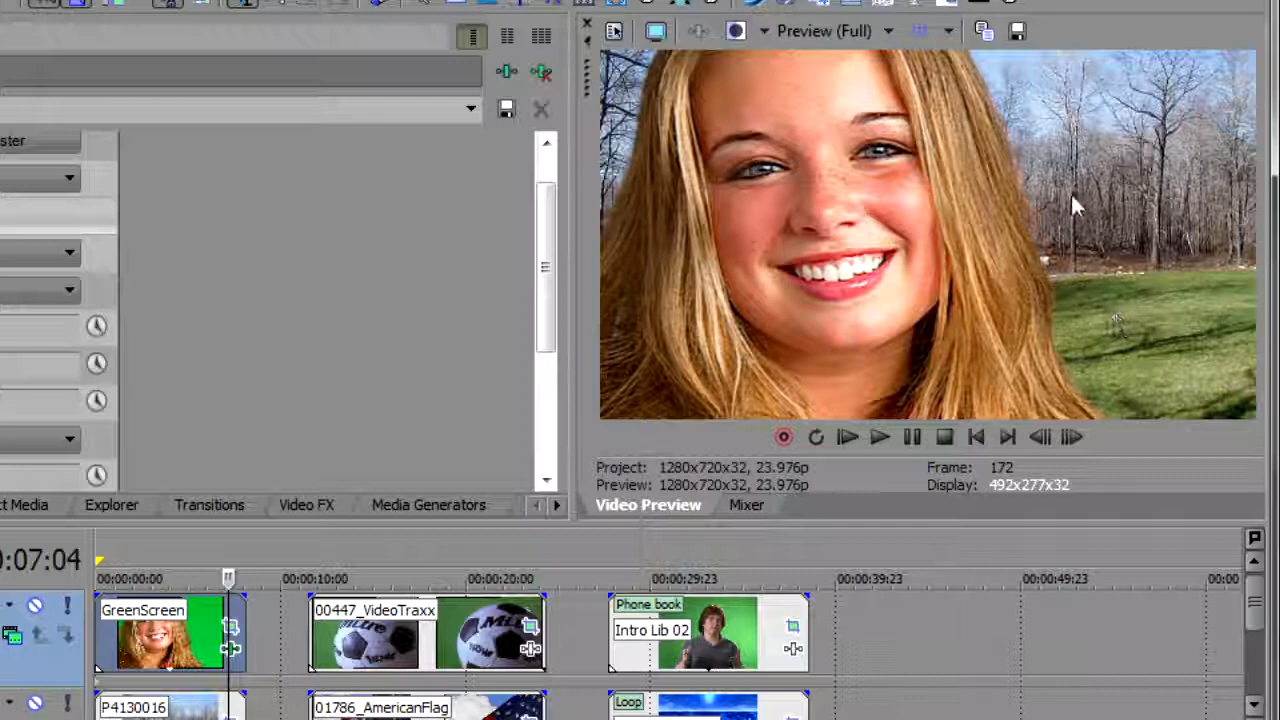 Preview (Full)
ster
Project: 1280x720x32, 23.976p
Frame: 172
Preview: 1280x720x32, 23.976p
Display: 492x277x32
ct Media
Explorer
Transitions
Video FX
Media Generators
Video Preview
Mixer
0:07:04
00:00:00:00
00:00:10:00
00:00:20:00
00:00:29:23
00:00:39:23
00:00:49:23
00:00
GreenScreen
00447_VideoTraxx
Phone book
Intro Lib 02
P4130016
01786_AmericanFlag
Loop